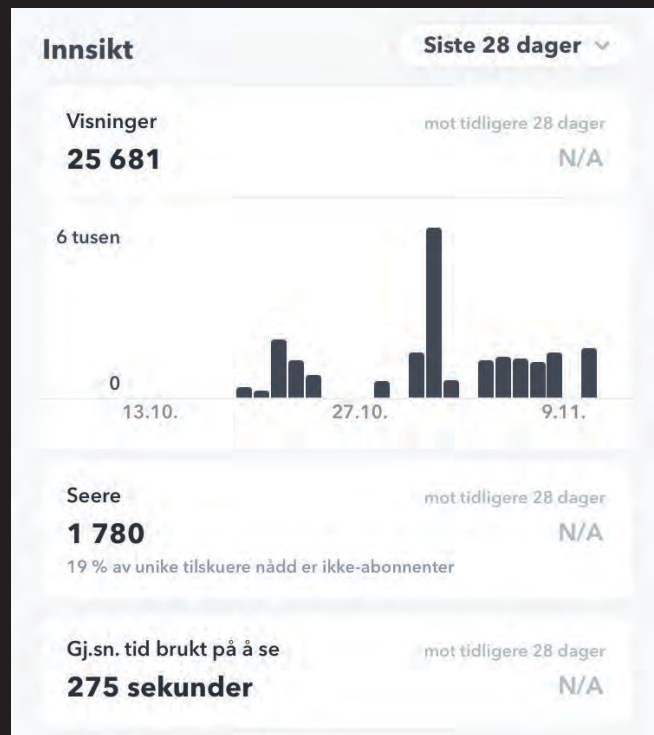 Innsikt
Siste 28 dager
Visninger
mot tidligere 28 dager
25 681
N/A
6 tusen
0
13.10.
27.10.
9.11.
Seere
mot tidligere 28 dager
1 780
N/A
19 % av unike tilskuere nådd er ikke-abonnenter
Gj.sn. tid brukt på å se
mot tidligere 28 dager
275 sekunder
N/A